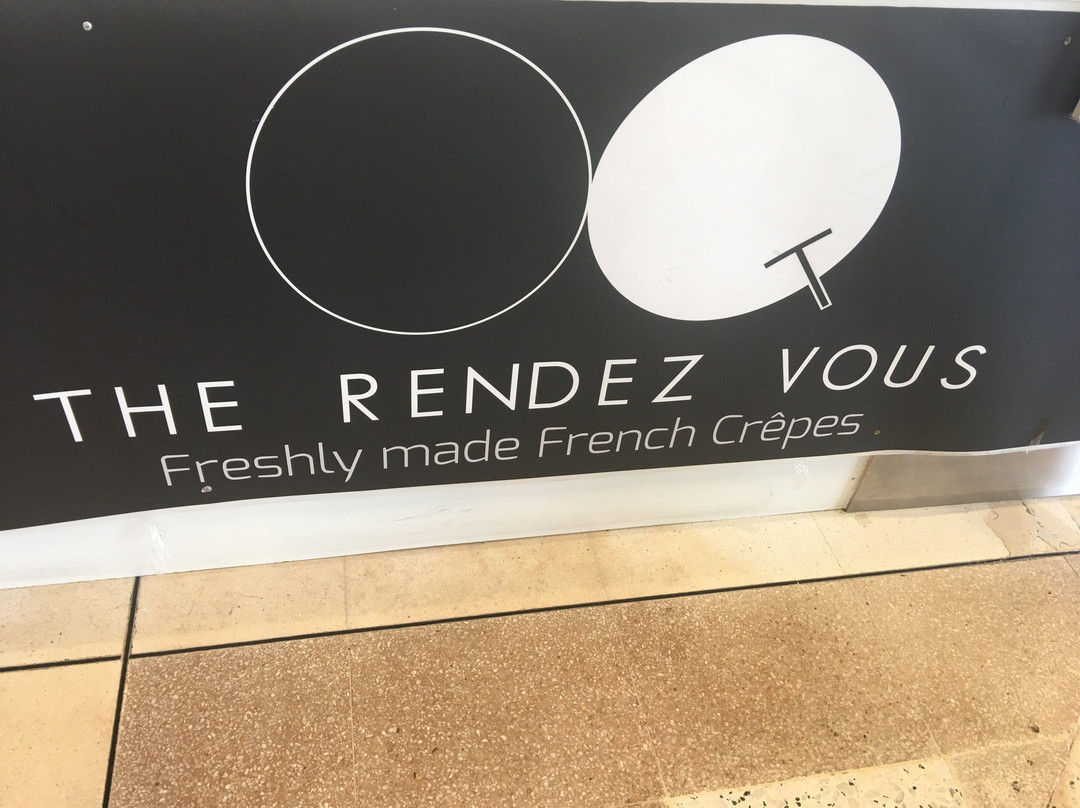 THE RENDEZ VOUS
Freshly made French Crêpes